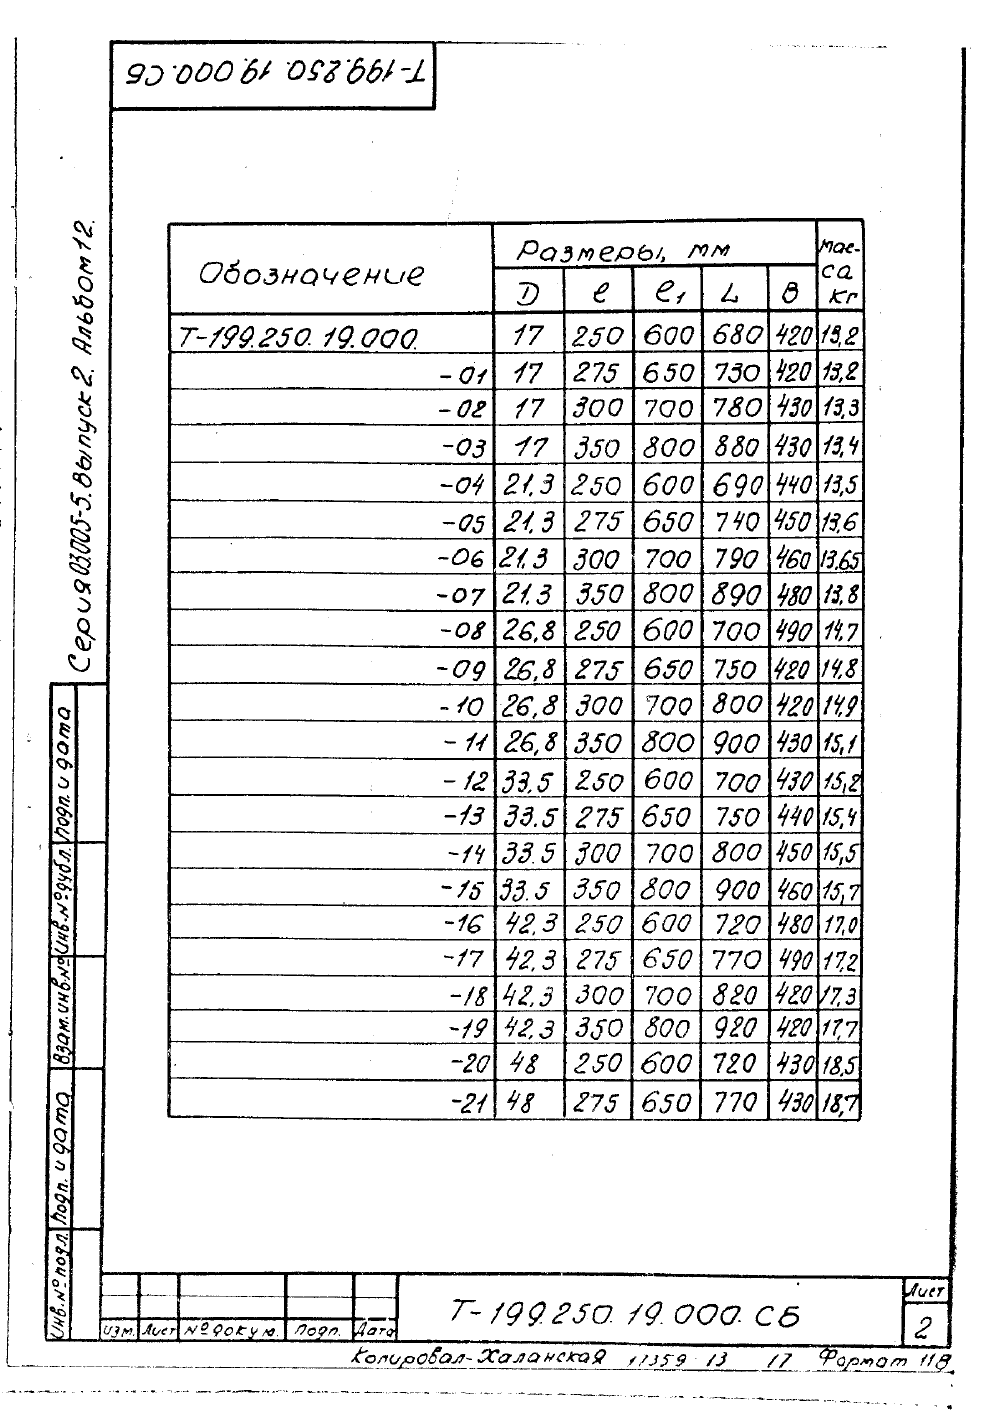 Т-199.250.19.000.СБ
Серия 03.005-5. Выпуск 2. Альбом 12.
Обозначение Размеры, мм Мас-са кг
D ℓ ℓ1 L B
Т-199.250.19.000. 17 250 600 680 420 13,2
-01 17 275 650 730 420 13,2
-02 17 300 700 780 430 13,3
-03 17 350 800 880 430 13,4
-04 21.3 250 600 690 440 13,5
-05 21.3 275 650 740 450 13,6
-06 21.3 300 700 790 460 13,65
-07 21.3 350 800 890 480 13,8
-08 26,8 250 600 700 490 14,7
-09 26,8 275 650 750 420 14,8
-10 26,8 300 700 800 420 14,9
-11 26,8 350 800 900 430 15,1
-12 33,5 250 600 700 430 15,2
-13 33.5 275 650 750 440 15,4
-14 33.5 300 700 800 450 15,5
-15 33.5 350 800 900 460 15,7
-16 42,3 250 600 720 480 17,0
-17 42,3 275 650 770 490 17,2
-18 42,3 300 700 820 420 17,3
-19 42,3 350 800 920 420 17,7
-20 48 250 600 720 430 18,5
-21 48 275 650 770 430 18,7
Инв.№ подл. Подп. и дата Взам.инв.№ Инв.№ дубл. Подп. и дата
Изм. Лист № докум. Подп. Дата
Т-199.250.19.000.СБ
Лист
2
Копировал-Халанская 17359 13 17 Формат 11В